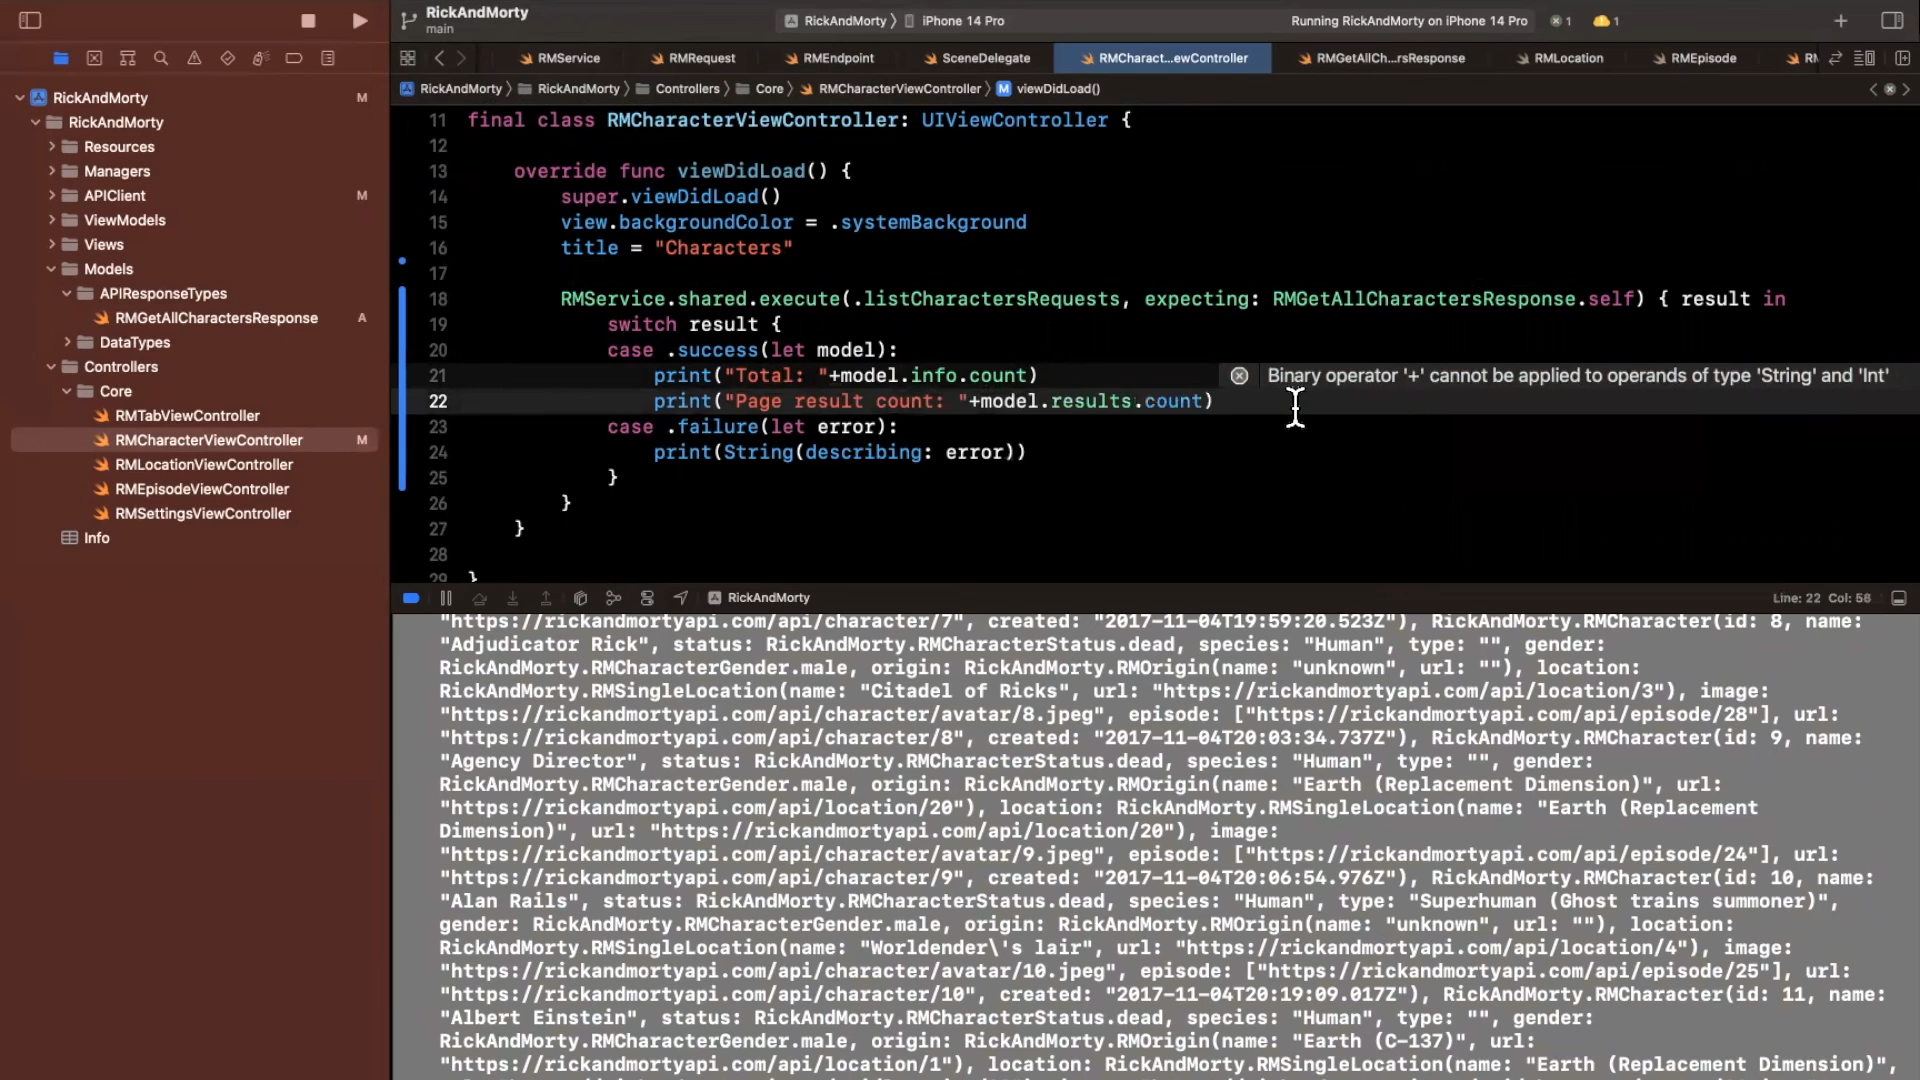 RickAndMorty
main
RickAndMorty
iPhone 14 Pro
Running RickAndMorty on iPhone 14 Pro
1
1
RMService
RMRequest
RMEndpoint
SceneDelegate
RMCharact...ewController
RMGetAllCh...rsResponse
RMLocation
RMEpisode
RickAndMorty
RickAndMorty
Controllers
Core
RMCharacterViewController
M viewDidLoad()
RickAndMorty M
RickAndMorty
Resources
Managers
APIClient M
ViewModels
Views
Models
APIResponseTypes
RMGetAllCharactersResponse A
DataTypes
Controllers
Core
RMTabViewController
RMCharacterViewController M
RMLocationViewController
RMEpisodeViewController
RMSettingsViewController
Info
11 final class RMCharacterViewController: UIViewController {
12
13 override func viewDidLoad() {
14 super.viewDidLoad()
15 view.backgroundColor = .systemBackground
16 title = "Characters"
17
18 RMService.shared.execute(.listCharactersRequests, expecting: RMGetAllCharactersResponse.self) { result in
19 switch result {
20 case .success(let model):
21 print("Total: "+model.info.count)
Binary operator '+' cannot be applied to operands of type 'String' and 'Int'
22 print("Page result count: "+model.results.count)
23 case .failure(let error):
24 print(String(describing: error))
25 }
26 }
27 }
28
29 }
RickAndMorty
Line: 22 Col: 56
"https://rickandmortyapi.com/api/character/7", created: "2017-11-04T19:59:20.523Z"), RickAndMorty.RMCharacter(id: 8, name:
"Adjudicator Rick", status: RickAndMorty.RMCharacterStatus.dead, species: "Human", type: "", gender:
RickAndMorty.RMCharacterGender.male, origin: RickAndMorty.RMOrigin(name: "unknown", url: ""), location:
RickAndMorty.RMSingleLocation(name: "Citadel of Ricks", url: "https://rickandmortyapi.com/api/location/3"), image:
"https://rickandmortyapi.com/api/character/avatar/8.jpeg", episode: ["https://rickandmortyapi.com/api/episode/28"], url:
"https://rickandmortyapi.com/api/character/8", created: "2017-11-04T20:03:34.737Z"), RickAndMorty.RMCharacter(id: 9, name:
"Agency Director", status: RickAndMorty.RMCharacterStatus.dead, species: "Human", type: "", gender:
RickAndMorty.RMCharacterGender.male, origin: RickAndMorty.RMOrigin(name: "Earth (Replacement Dimension)", url:
"https://rickandmortyapi.com/api/location/20"), location: RickAndMorty.RMSingleLocation(name: "Earth (Replacement
Dimension)", url: "https://rickandmortyapi.com/api/location/20"), image:
"https://rickandmortyapi.com/api/character/avatar/9.jpeg", episode: ["https://rickandmortyapi.com/api/episode/24"], url:
"https://rickandmortyapi.com/api/character/9", created: "2017-11-04T20:06:54.976Z"), RickAndMorty.RMCharacter(id: 10, name:
"Alan Rails", status: RickAndMorty.RMCharacterStatus.dead, species: "Human", type: "Superhuman (Ghost trains summoner)",
gender: RickAndMorty.RMCharacterGender.male, origin: RickAndMorty.RMOrigin(name: "unknown", url: ""), location:
RickAndMorty.RMSingleLocation(name: "Worldender\'s lair", url: "https://rickandmortyapi.com/api/location/4"), image:
"https://rickandmortyapi.com/api/character/avatar/10.jpeg", episode: ["https://rickandmortyapi.com/api/episode/25"], url:
"https://rickandmortyapi.com/api/character/10", created: "2017-11-04T20:19:09.017Z"), RickAndMorty.RMCharacter(id: 11, name:
"Albert Einstein", status: RickAndMorty.RMCharacterStatus.dead, species: "Human", type: "", gender:
RickAndMorty.RMCharacterGender.male, origin: RickAndMorty.RMOrigin(name: "Earth (C-137)", url:
"https://rickandmortyapi.com/api/location/1"), location: RickAndMorty.RMSingleLocation(name: "Earth (Replacement Dimension)",